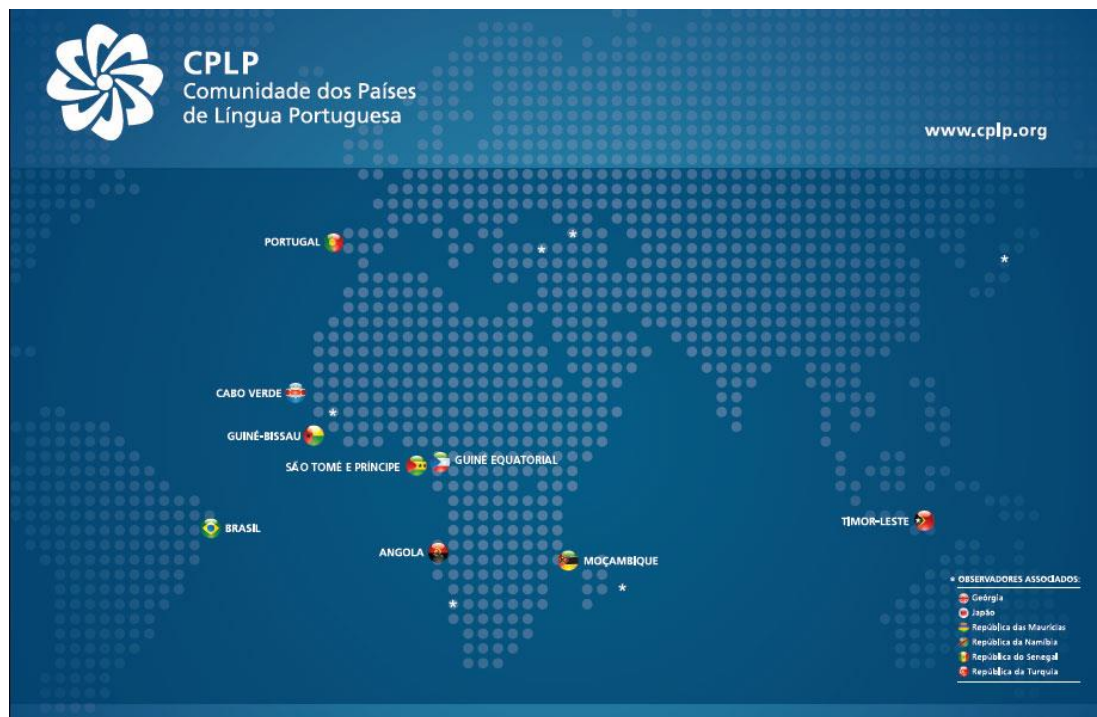 CPLP
Comunidade dos Países
de Língua Portuguesa
www.cplp.org
PORTUGAL
CABO VERDE
GUINÉ-BISSAU
SÃO TOMÉ E PRÍNCIPE
GUINÉ EQUATORIAL
BRASIL
TIMOR-LESTE
ANGOLA
MOÇAMBIQUE
* OBSERVADORES ASSOCIADOS:
Geórgia
Japão
República das Maurícias
República da Namíbia
República do Senegal
República da Turquia